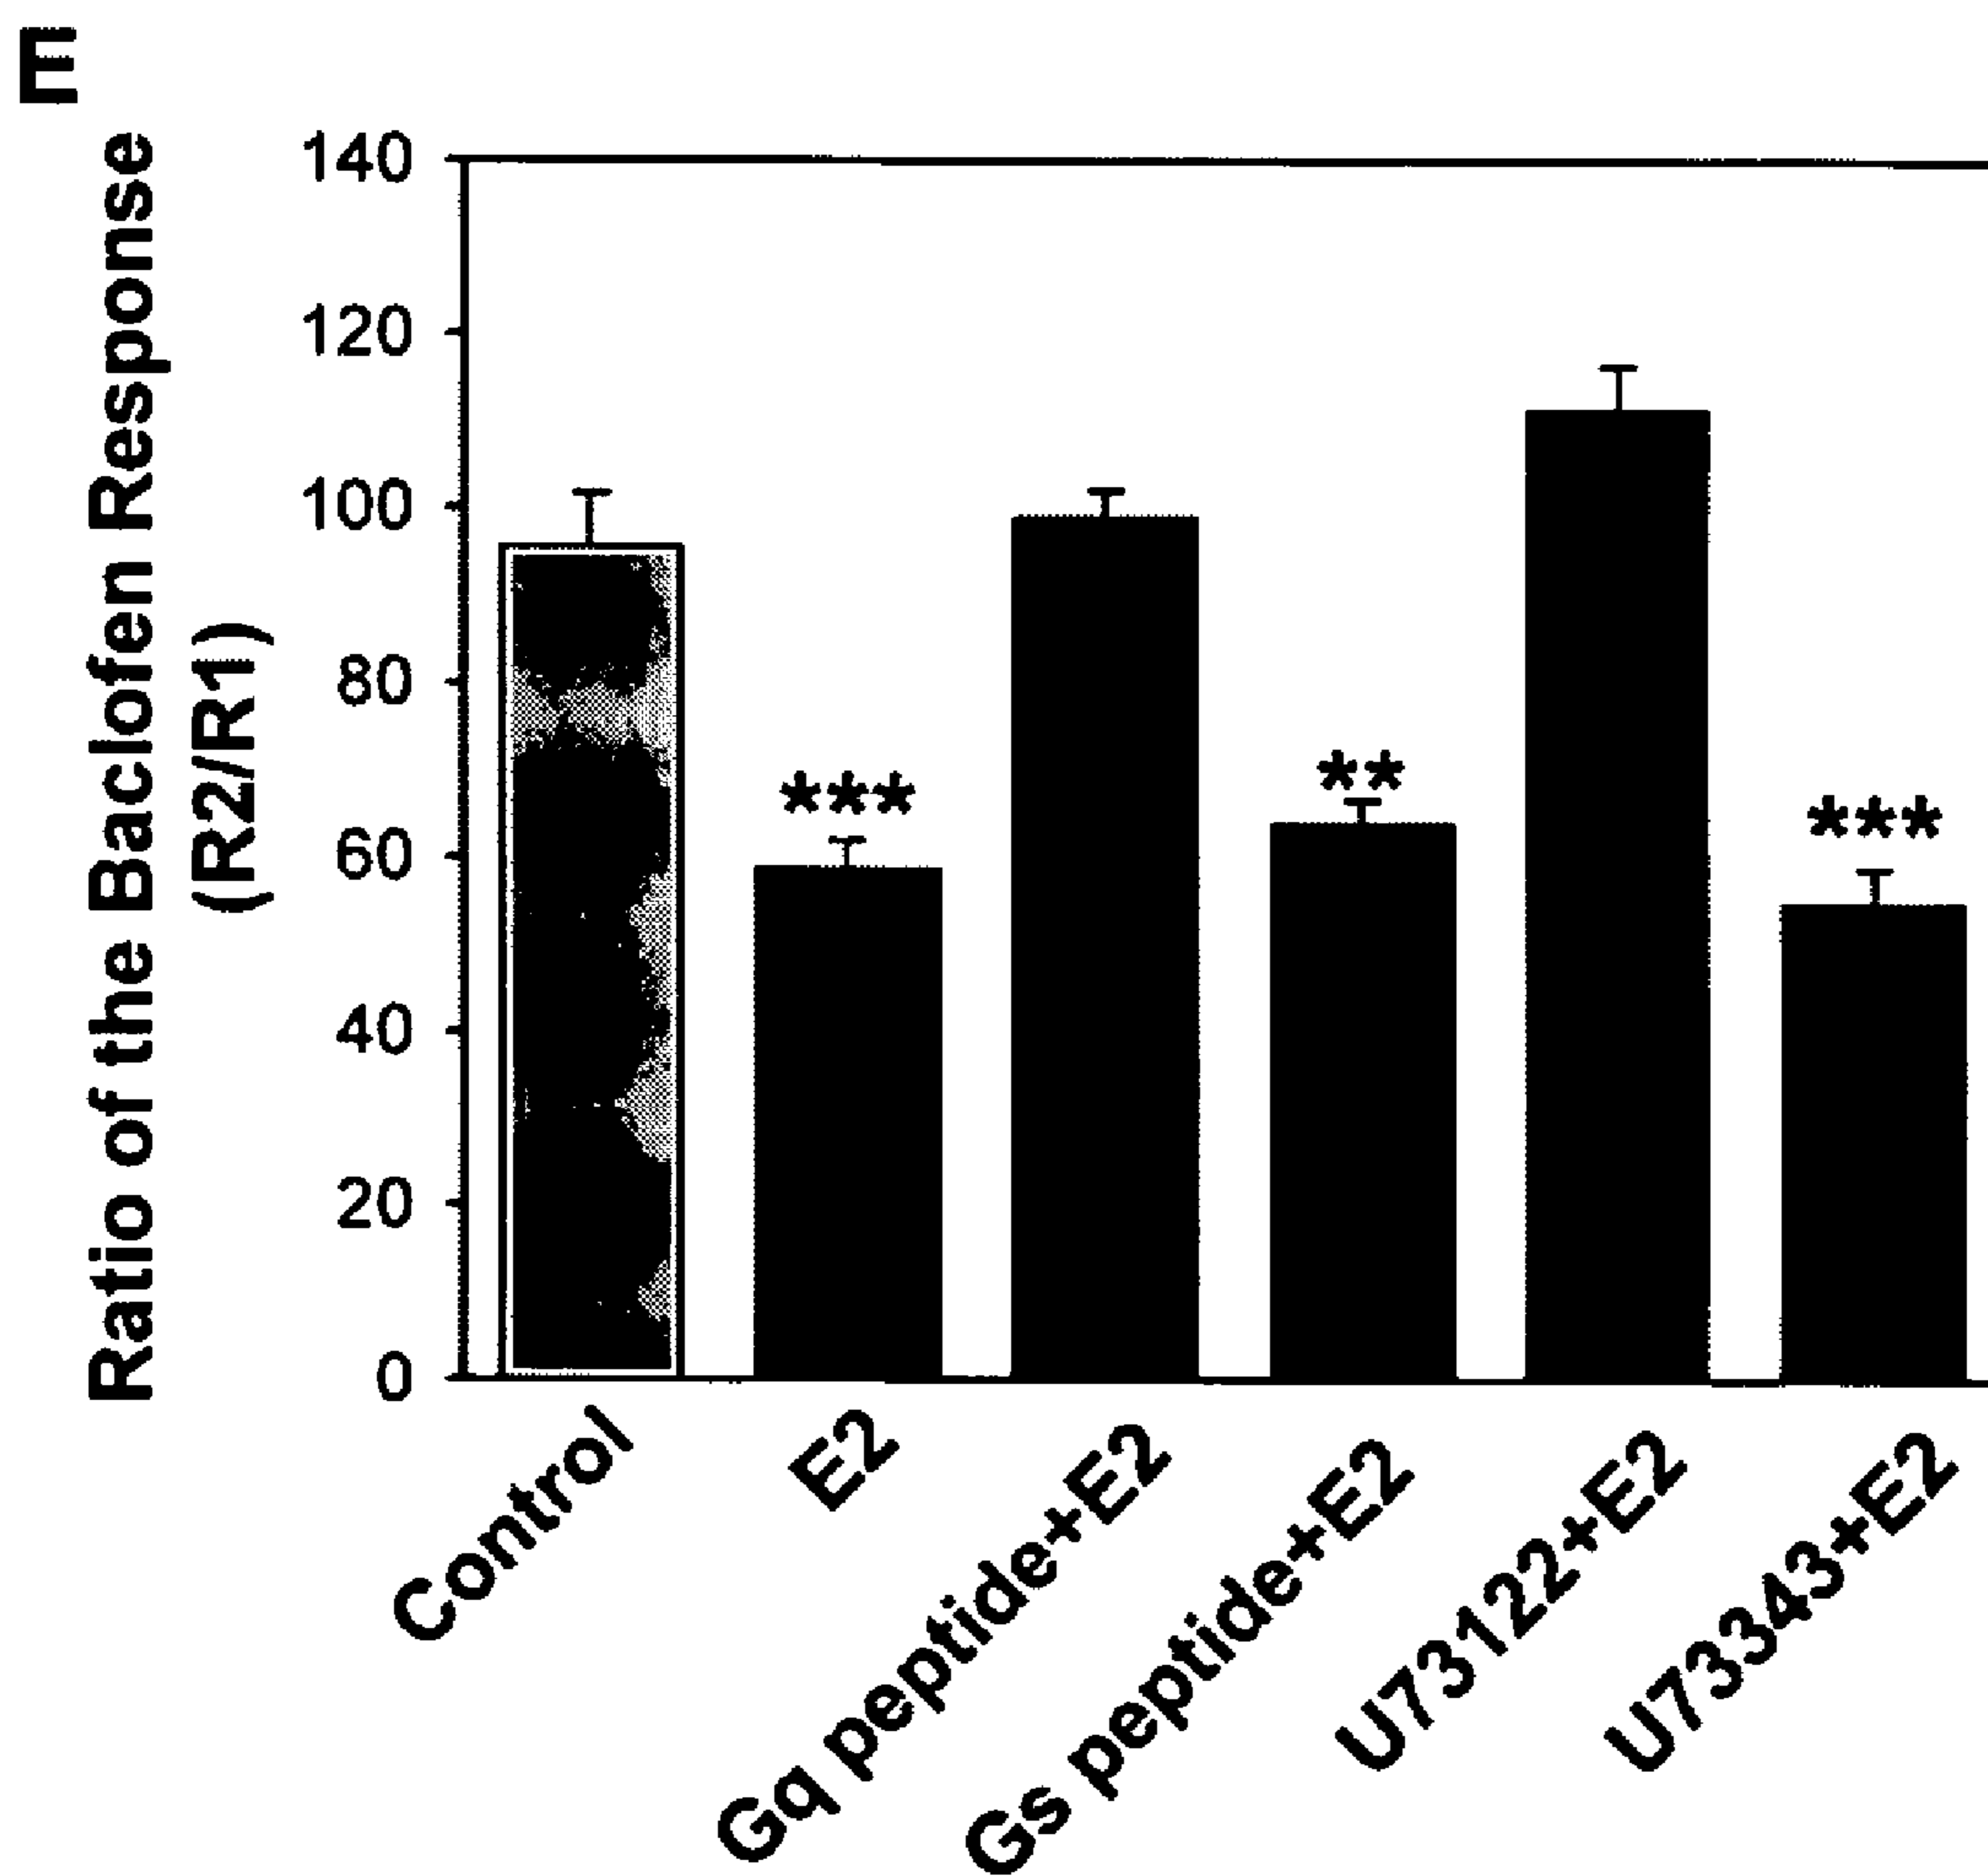 E
Ratio of the Baclofen Response
(R2/R1)
140
120
100
80
60
40
20
0
***
**
***
Control
E2
Gq peptide+E2
Gs peptide+E2
U73122+E2
U73343+E2